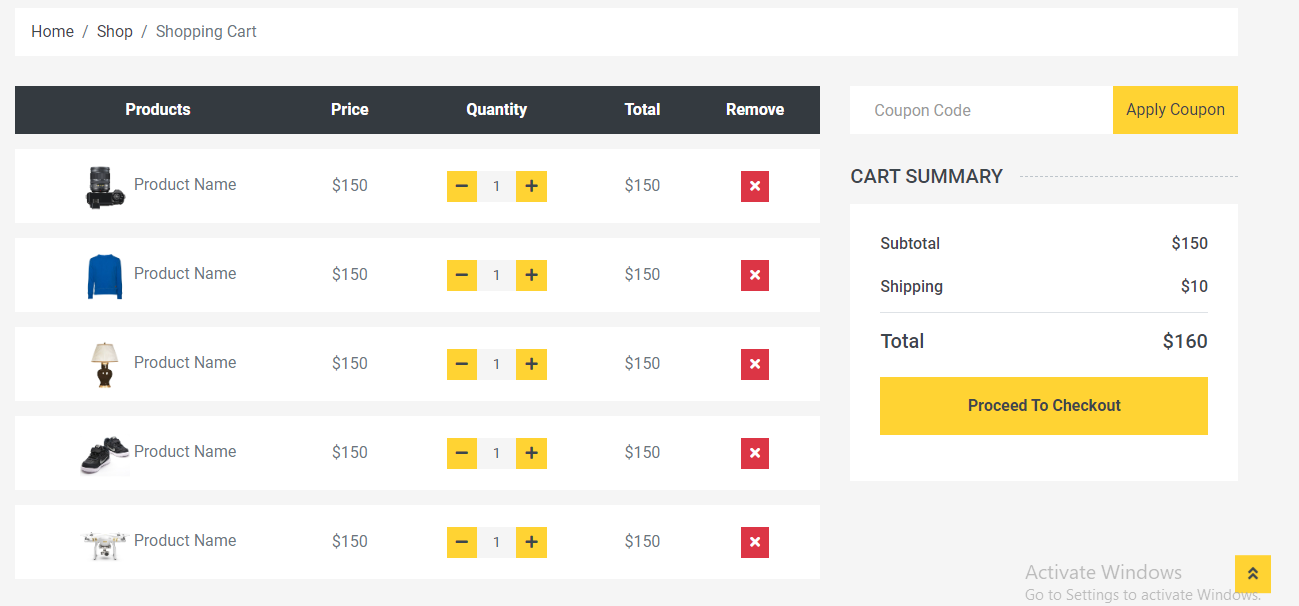 Home / Shop / Shopping Cart
Products Price Quantity Total Remove
Product Name $150 1 $150
Product Name $150 1 $150
Product Name $150 1 $150
Product Name $150 1 $150
Product Name $150 1 $150
Coupon Code Apply Coupon
CART SUMMARY
Subtotal $150
Shipping $10
Total $160
Proceed To Checkout
Activate Windows
Go to Settings to activate Windows.